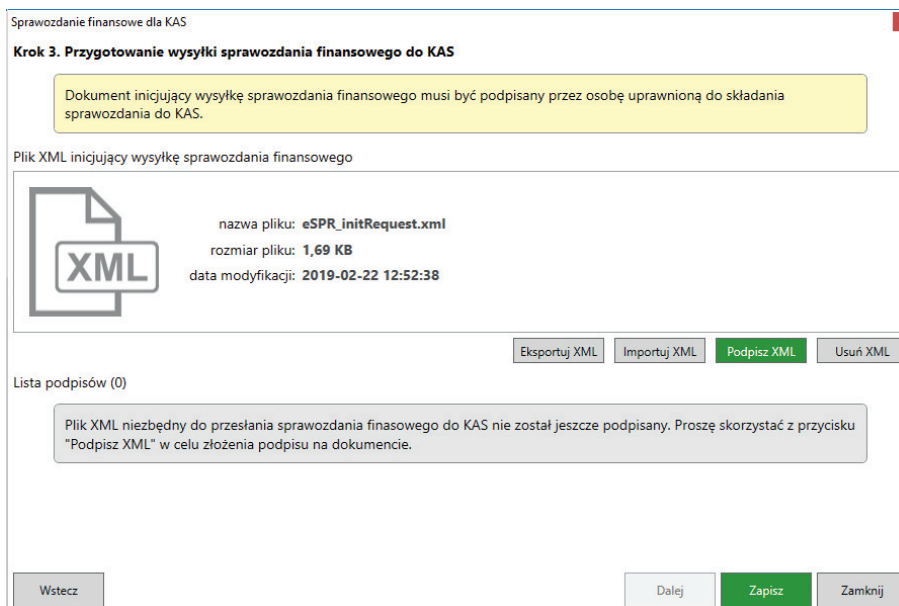 Sprawozdanie finansowe dla KAS
Krok 3. Przygotowanie wysyłki sprawozdania finansowego do KAS
Dokument inicjujący wysyłkę sprawozdania finansowego musi być podpisany przez osobę uprawnioną do składania
sprawozdania do KAS.
Plik XML inicjujący wysyłkę sprawozdania finansowego
XML
nazwa pliku: eSPR_initRequest.xml
rozmiar pliku: 1,69 KB
data modyfikacji: 2019-02-22 12:52:38
Eksportuj XML Importuj XML Podpisz XML Usuń XML
Lista podpisów (0)
Plik XML niezbędny do przesłania sprawozdania finasowego do KAS nie został jeszcze podpisany. Proszę skorzystać z przycisku
"Podpisz XML" w celu złożenia podpisu na dokumencie.
Wstecz Dalej Zapisz Zamknij